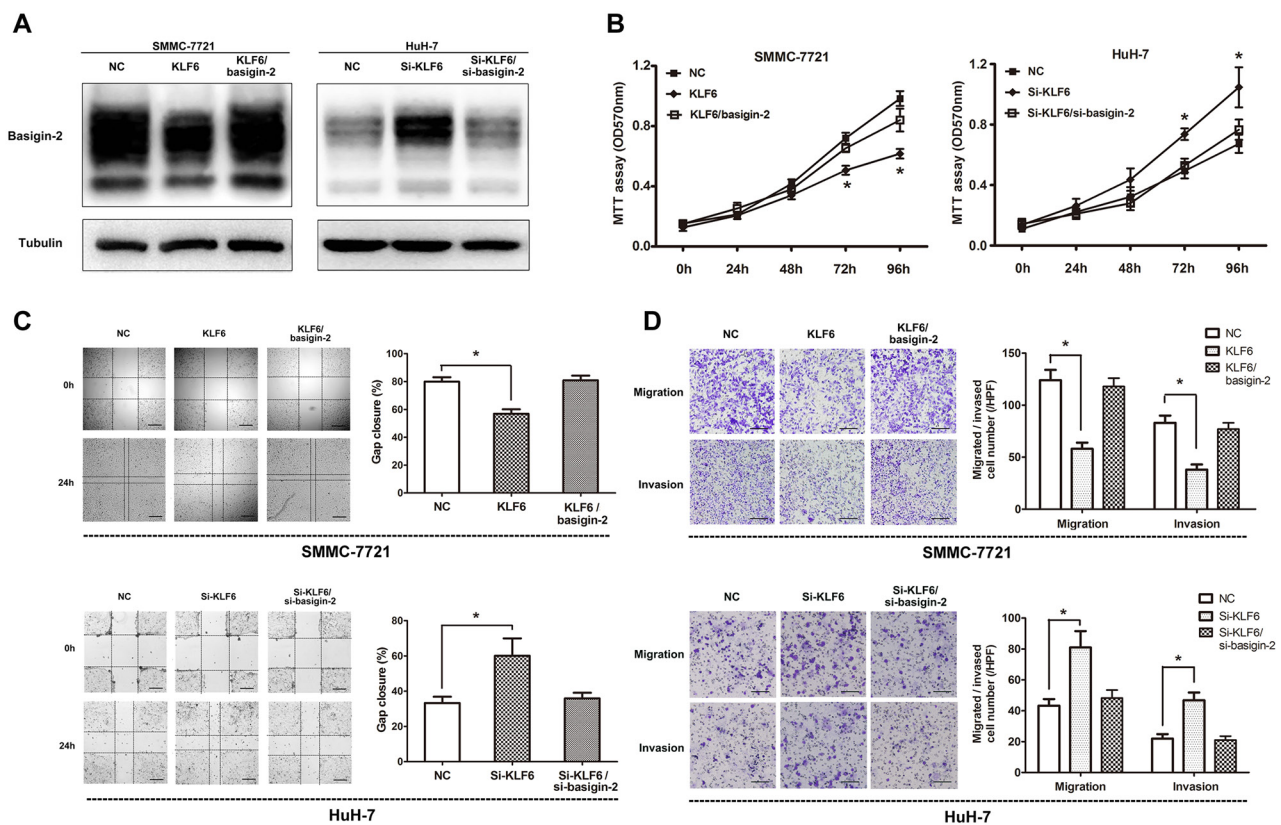 A
SMMC-7721
NC
KLF6
KLF6/
basigin-2
HuH-7
NC
Si-KLF6
Si-KLF6/
si-basigin-2
Basigin-2
Tubulin
B
SMMC-7721
NC
KLF6
KLF6/basigin-2
MTT assay (OD570nm)
1.2
0.8
0.4
0.0
*
*
0h
24h
48h
72h
96h
HuH-7
NC
Si-KLF6
Si-KLF6/si-basigin-2
MTT assay (OD570nm)
1.2
0.8
0.4
0.0
*
*
0h
24h
48h
72h
96h
C
NC
KLF6
KLF6/
basigin-2
0h
24h
Gap closure (%)
100
80
60
40
20
0
*
NC
KLF6
KLF6 /
basigin-2
SMMC-7721
NC
Si-KLF6
Si-KLF6/
si-basigin-2
0h
24h
Gap closure (%)
80
60
40
20
0
*
NC
Si-KLF6
Si-KLF6 /
si-basigin-2
HuH-7
D
NC
KLF6
KLF6/
basigin-2
Migration
Invasion
Migrated / invased
cell number (/HPF)
150
100
50
0
*
*
NC
KLF6
KLF6/
basigin-2
Migration
Invasion
SMMC-7721
NC
Si-KLF6
Si-KLF6/
si-basigin-2
Migration
Invasion
Migrated / invased
cell number (/HPF)
100
80
60
40
20
0
*
*
NC
Si-KLF6
Si-KLF6/
si-basigin-2
Migration
Invasion
HuH-7